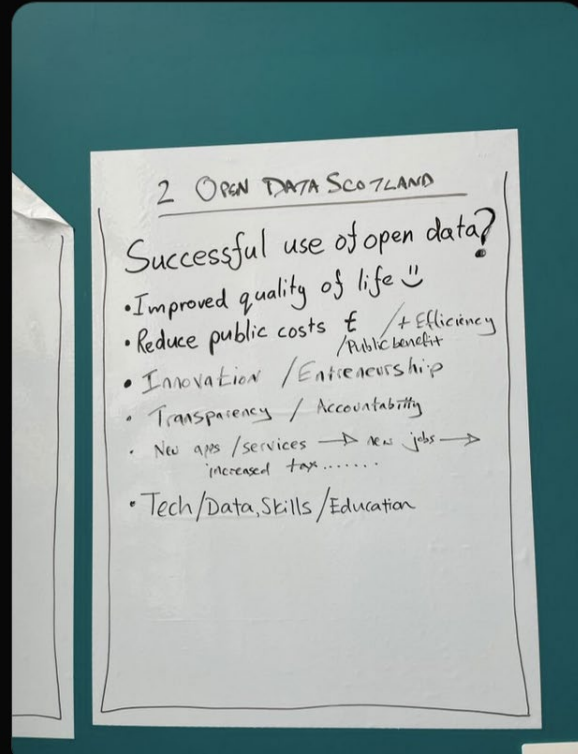 2 OPEN DATA SCOTLAND
Successful use of open data?
• Improved quality of life
• Reduce public costs £ / + Efficiency
/Public benefit
• Innovation / Entreneurship
• Transparency / Accountability
• New apps / services → new jobs →
increased tax.......
• Tech/Data, Skills/Education